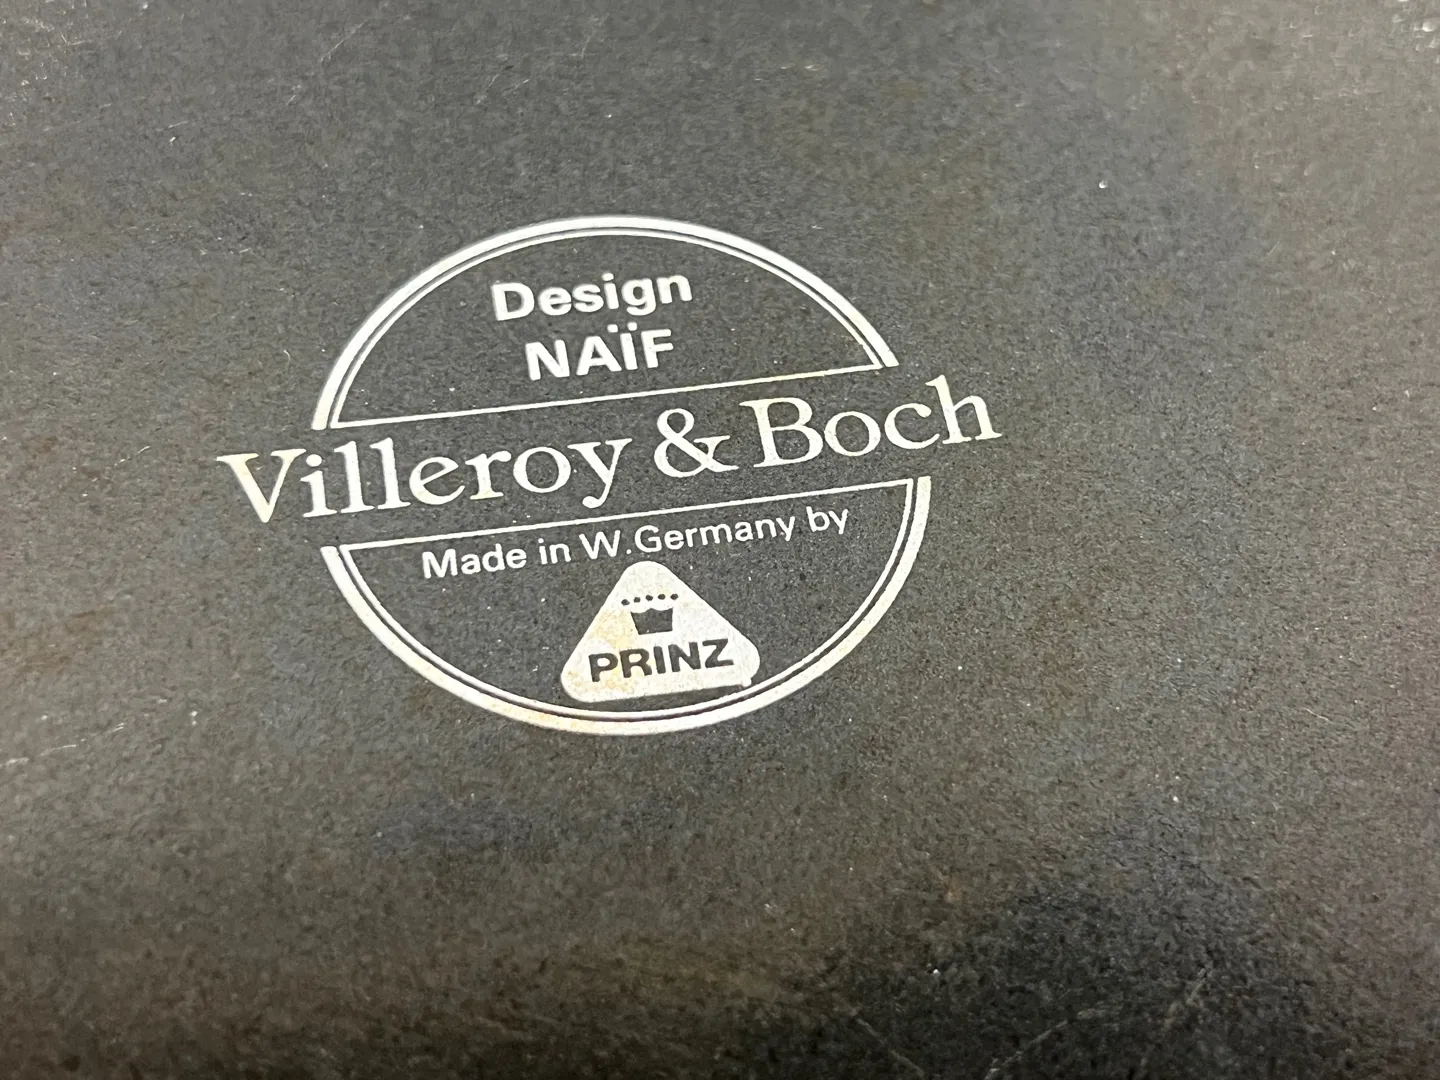 Design
NAÏF
Villeroy & Boch
Made in W.Germany by
PRINZ